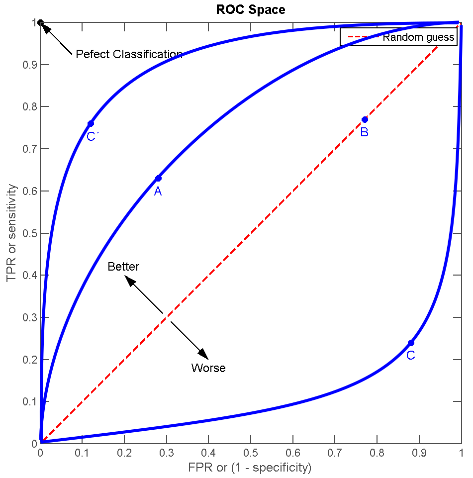 ROC Space
1
0.9
0.8
0.7
0.6
0.5
0.4
0.3
0.2
0.1
0
TPR or sensitivity
Pefect Classification
Random guess
C´
A
B
C
Better
Worse
0 0.1 0.2 0.3 0.4 0.5 0.6 0.7 0.8 0.9 1
FPR or (1 - specificity)